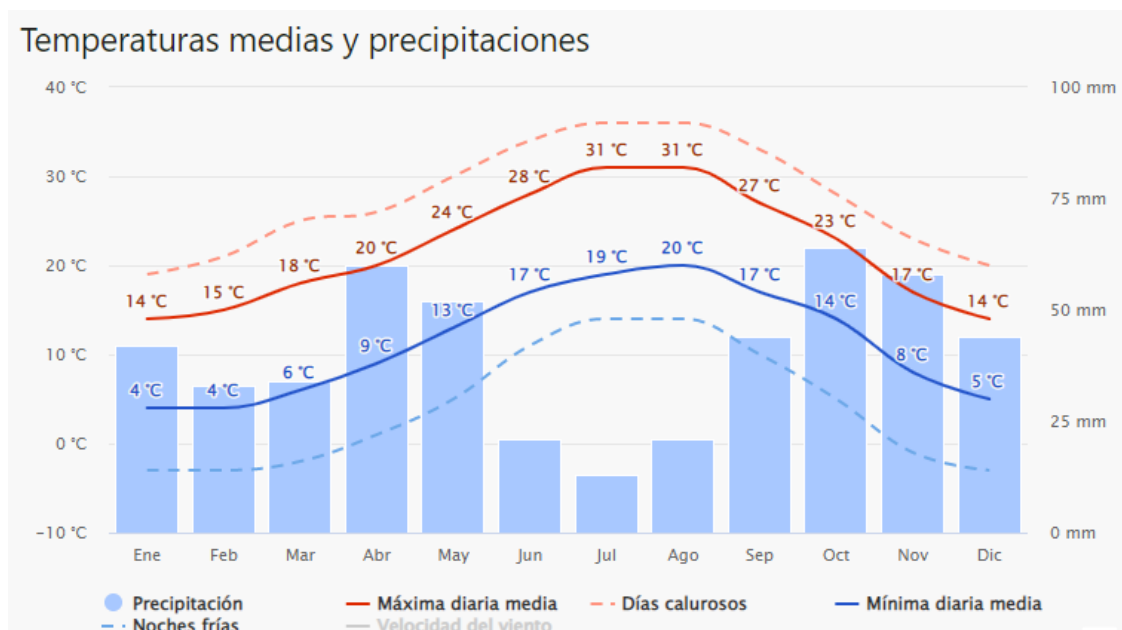 Temperaturas medias y precipitaciones
40 °C
100 mm
31 °C 31 °C
30 °C
28 °C
27 °C
75 mm
24 °C
23 °C
20 °C
20 °C
19 °C
18 °C
17 °C
17 °C
17 °C
20 °C
15 °C
14 °C
14 °C
14 °C
50 mm
13 °C
10 °C
9 °C
8 °C
6 °C
5 °C
4 °C 4 °C
25 mm
0 °C
-10 °C
0 mm
Ene Feb Mar Abr May Jun Jul Ago Sep Oct Nov Dic
Precipitación Máxima diaria media Días calurosos Mínima diaria media
Noches frías Velocidad del viento